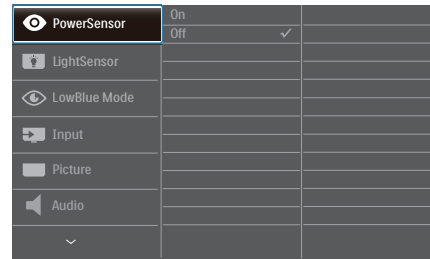 PowerSensor
On
Off
LightSensor
LowBlue Mode
Input
Picture
Audio